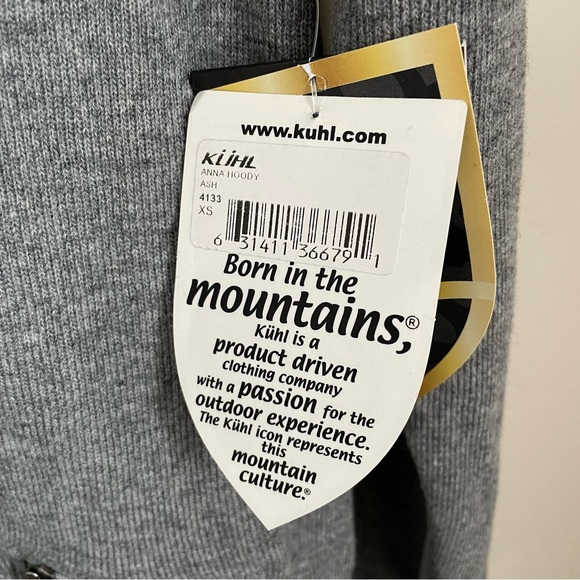 www.kuhl.com
KÜHL
ANNA HOODY
ASH
4133
XS
6 31411 36679 1
Born in the
mountains,®
Kühl is a
product driven
clothing company
with a passion for the
outdoor experience.
The Kühl icon represents
this
mountain
culture.®